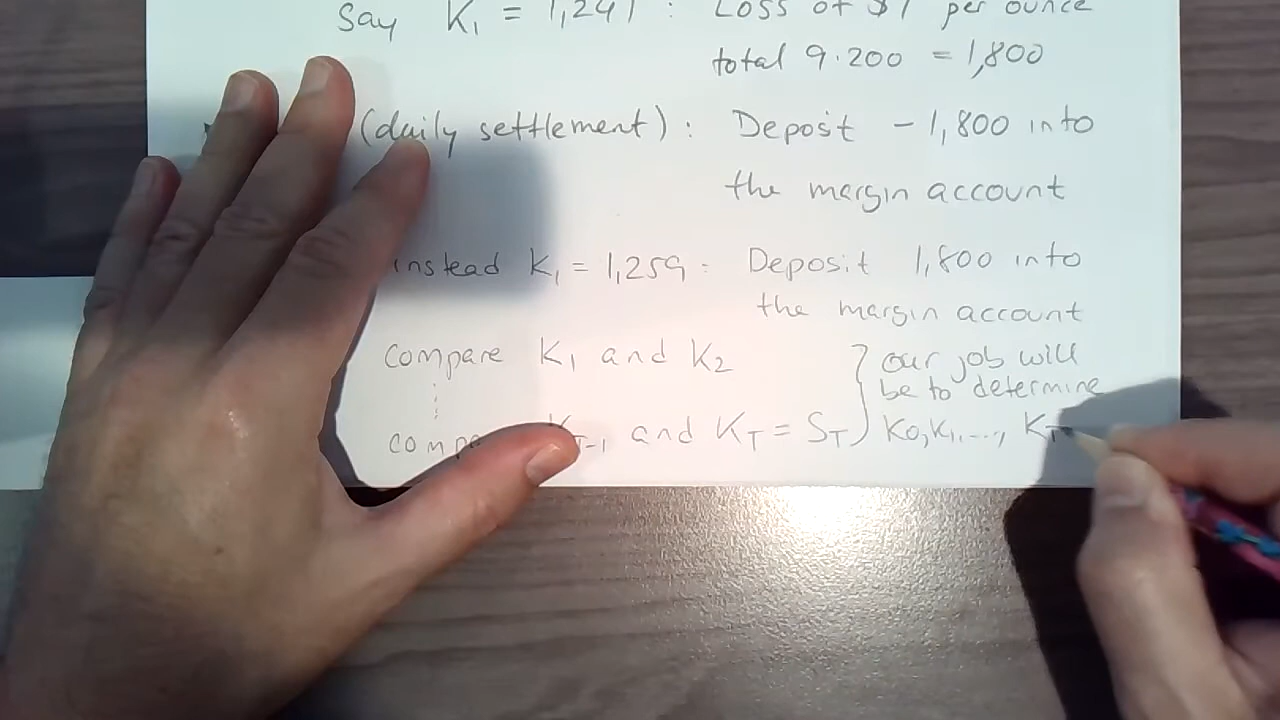 Say K₁ = 1,241 : Loss of $9 per ounce
total 9·200 = 1,800
(daily settlement) : Deposit - 1,800 into
the margin account
instead K₁ = 1,259 : Deposit 1,800 into
the margin account
compare K₁ and K₂
our job will
be to determine
T-1 and K_T = S_T
K₀, K₁, ..., K_T